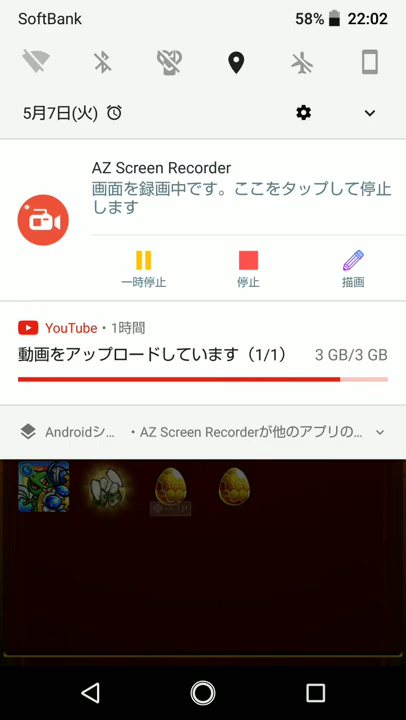 SoftBank 58% 22:02
5月7日(火)
AZ Screen Recorder
画面を録画中です。ここをタップして停止
します
一時停止 停止 描画
YouTube • 1時間
動画をアップロードしています（1/1） 3 GB/3 GB
Androidシ... • AZ Screen Recorderが他のアプリの...